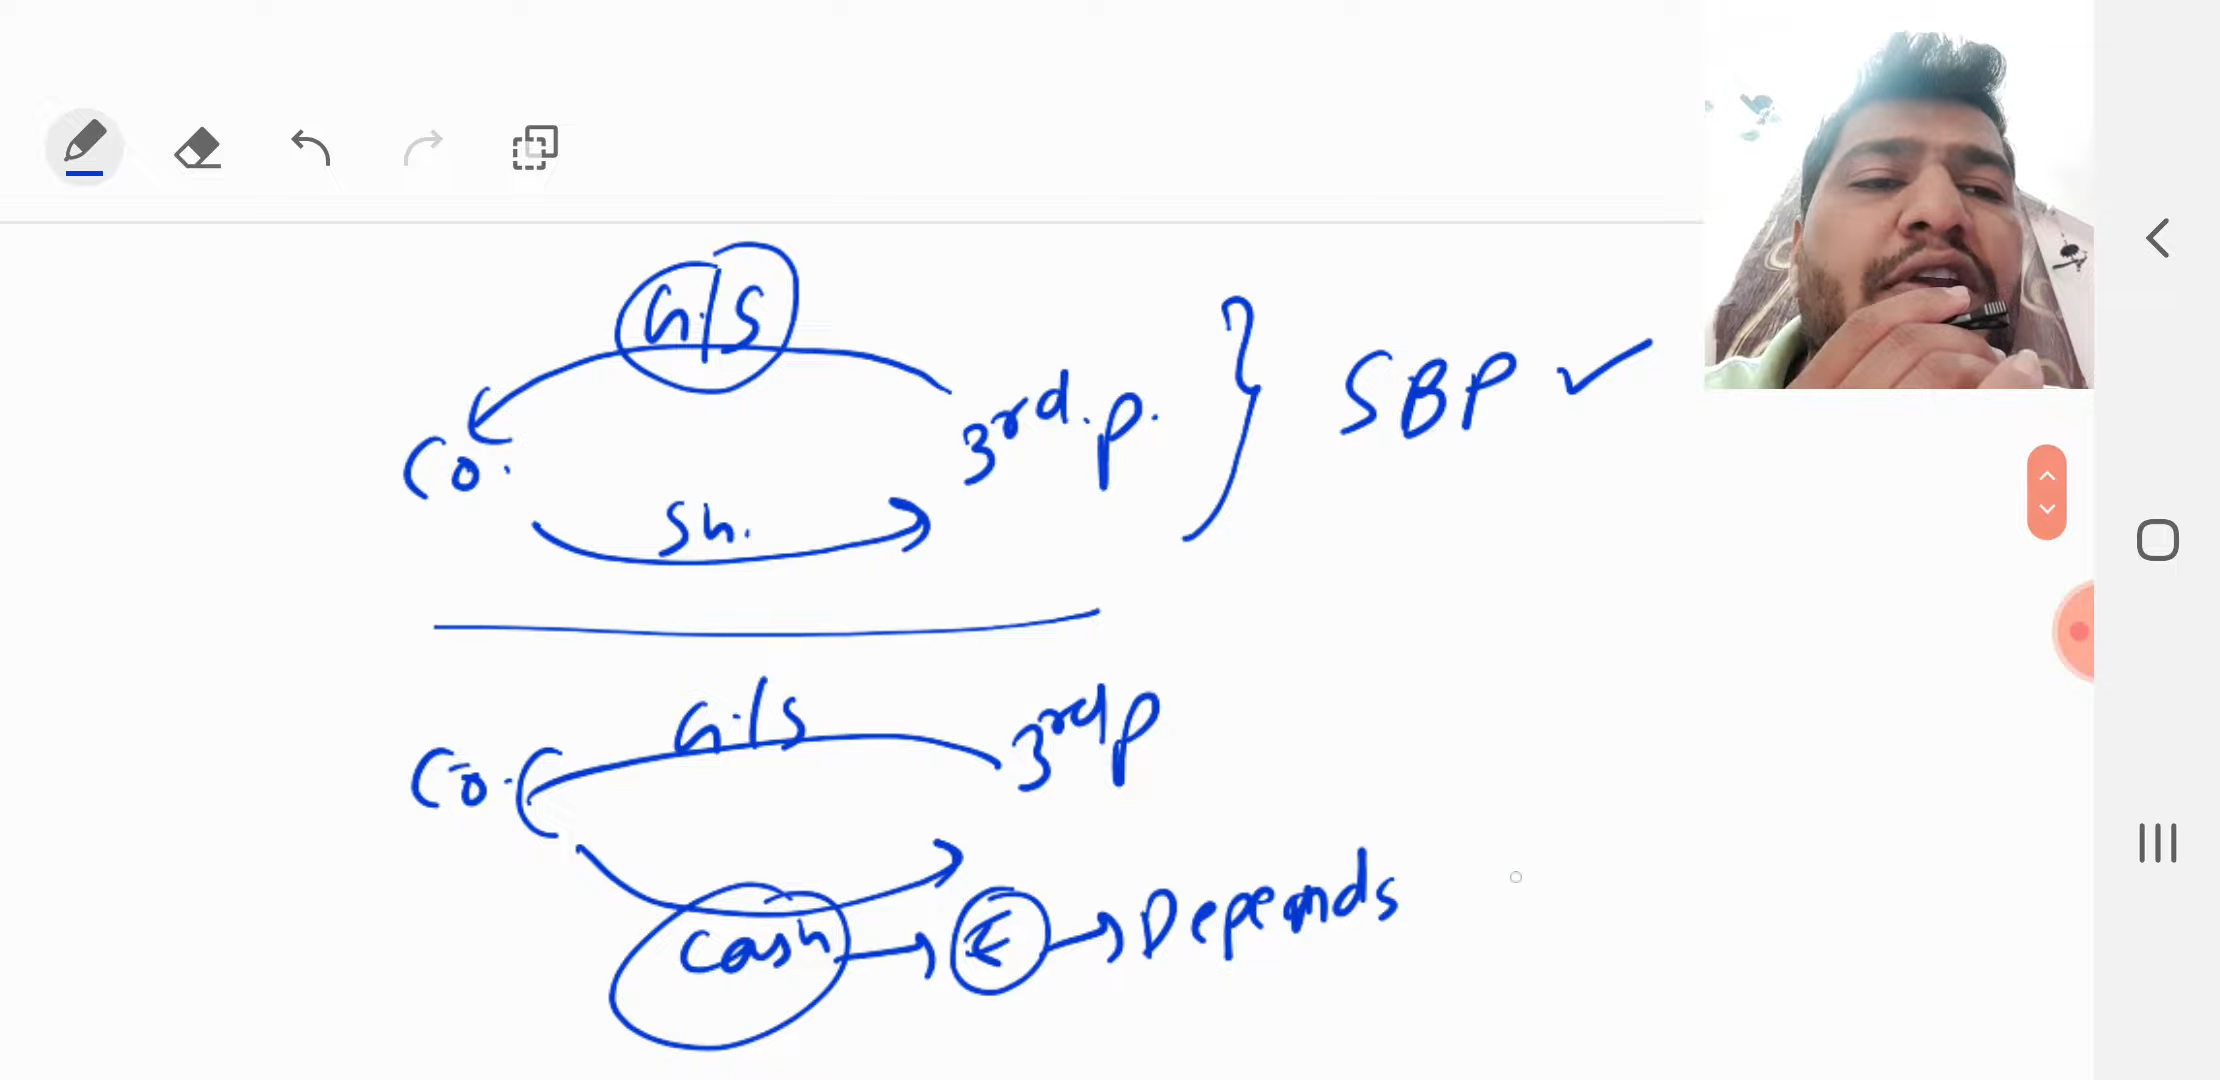 G./S
Co. 3rd. p. } SBP ✓
Sh.
G./S
Co. 3rd p
Cash → → Depends